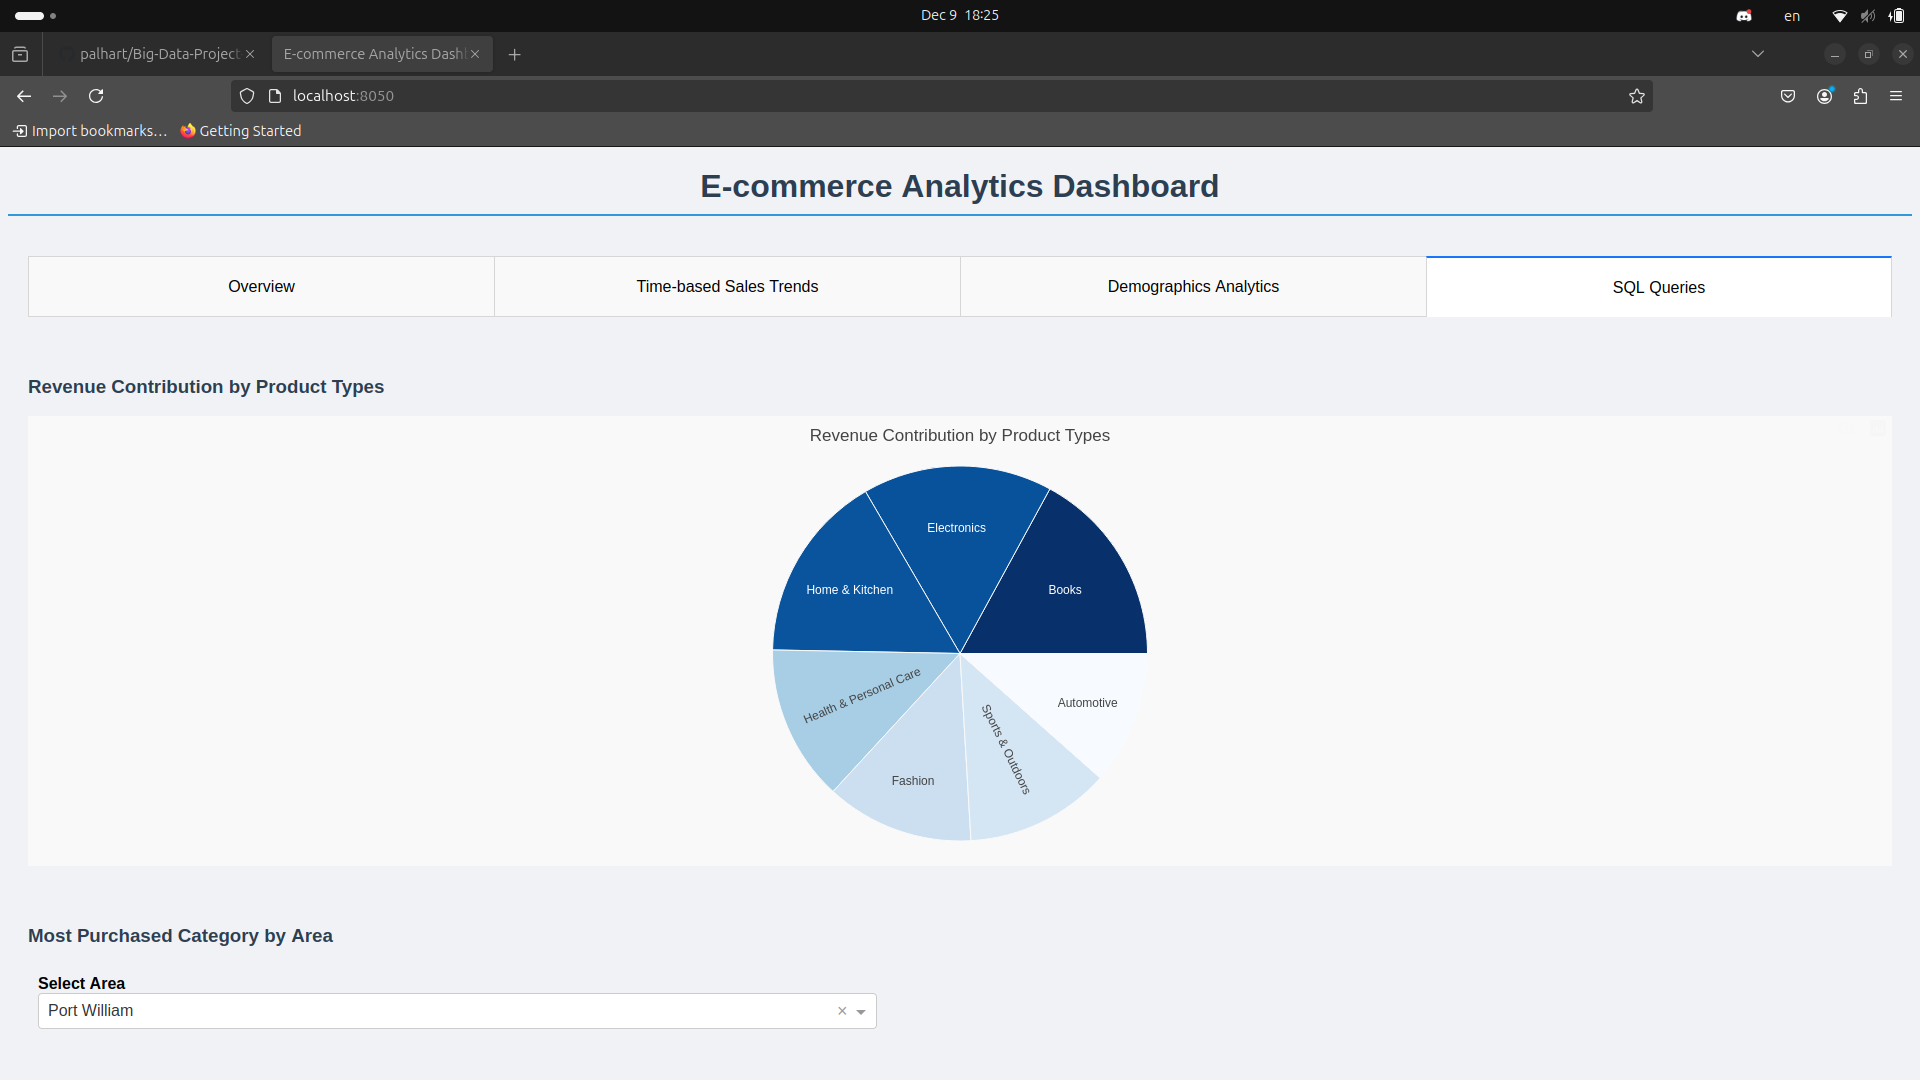 Dec 9 18:25
en
palhart/Big-Data-Project
E-commerce Analytics Dash
localhost:8050
Import bookmarks…
Getting Started
E-commerce Analytics Dashboard
Overview
Time-based Sales Trends
Demographics Analytics
SQL Queries
Revenue Contribution by Product Types
Revenue Contribution by Product Types
Electronics
Home & Kitchen
Books
Health & Personal Care
Automotive
Sports & Outdoors
Fashion
Most Purchased Category by Area
Select Area
Port William